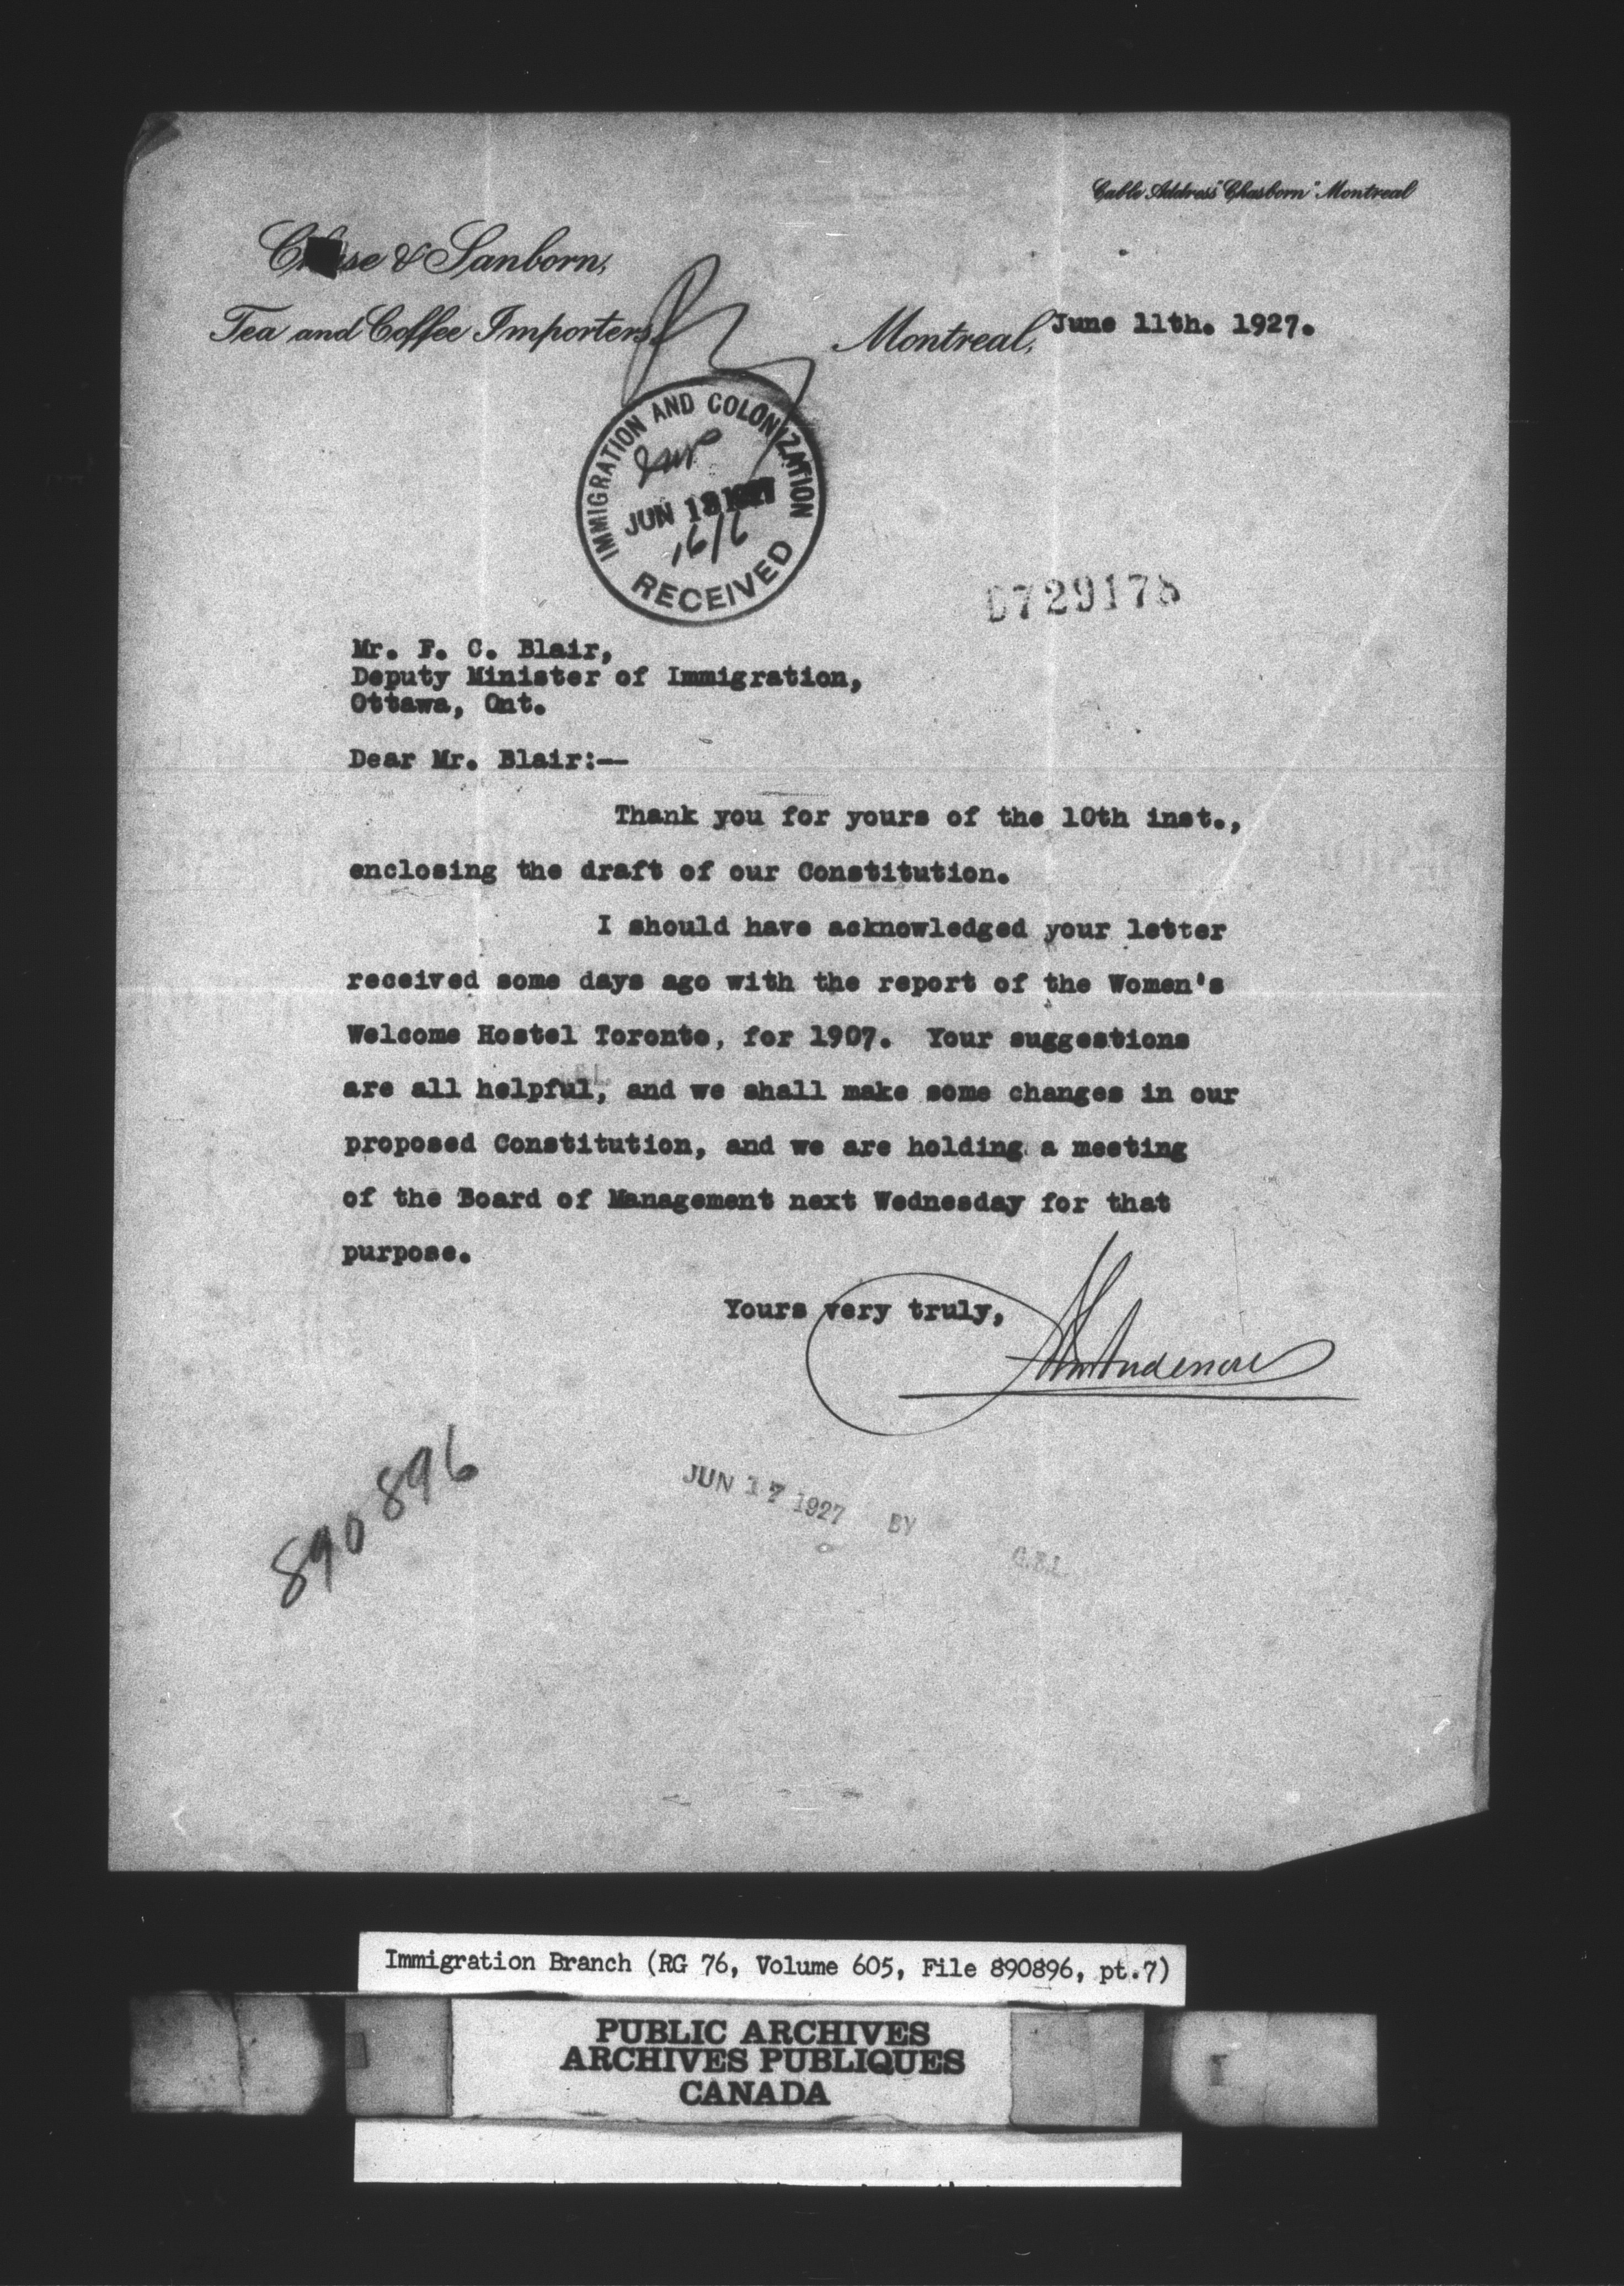 Cable Address "Chasborn" Montreal
Chase & Sanborn,
Tea and Coffee Importers.
Montreal, June 11th. 1927.
IMMIGRATION AND COLONIZATION
JUN 13 1927
16/6
RECEIVED
D729178
Mr. F. C. Blair,
Deputy Minister of Immigration,
Ottawa, Ont.
Dear Mr. Blair:--
Thank you for yours of the 10th inst.,
enclosing the draft of our Constitution.
I should have acknowledged your letter
received some days ago with the report of the Women's
Welcome Hostel Toronto, for 1907. Your suggestions
are all helpful, and we shall make some changes in our
proposed Constitution, and we are holding a meeting
of the Board of Management next Wednesday for that
purpose.
Yours very truly,
890896
JUN 17 1927 BY
G.E.L.
Immigration Branch (RG 76, Volume 605, File 890896, pt.7)
PUBLIC ARCHIVES
ARCHIVES PUBLIQUES
CANADA